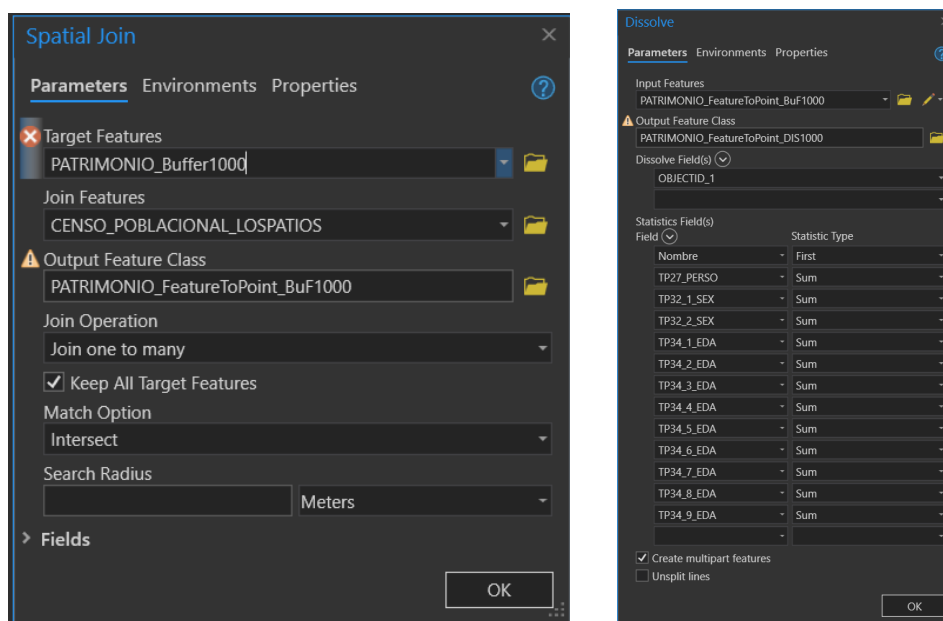 Spatial Join
Parameters Environments Properties
Target Features
PATRIMONIO_Buffer1000
Join Features
CENSO_POBLACIONAL_LOSPATIOS
Output Feature Class
PATRIMONIO_FeatureToPoint_BuF1000
Join Operation
Join one to many
Keep All Target Features
Match Option
Intersect
Search Radius
Meters
Fields
OK
Dissolve
Parameters Environments Properties
Input Features
PATRIMONIO_FeatureToPoint_BuF1000
Output Feature Class
PATRIMONIO_FeatureToPoint_DIS1000
Dissolve Field(s)
OBJECTID_1
Statistics Field(s)
Field Statistic Type
Nombre First
TP27_PERSO Sum
TP32_1_SEX Sum
TP32_2_SEX Sum
TP34_1_EDA Sum
TP34_2_EDA Sum
TP34_3_EDA Sum
TP34_4_EDA Sum
TP34_5_EDA Sum
TP34_6_EDA Sum
TP34_7_EDA Sum
TP34_8_EDA Sum
TP34_9_EDA Sum
Create multipart features
Unsplit lines
OK